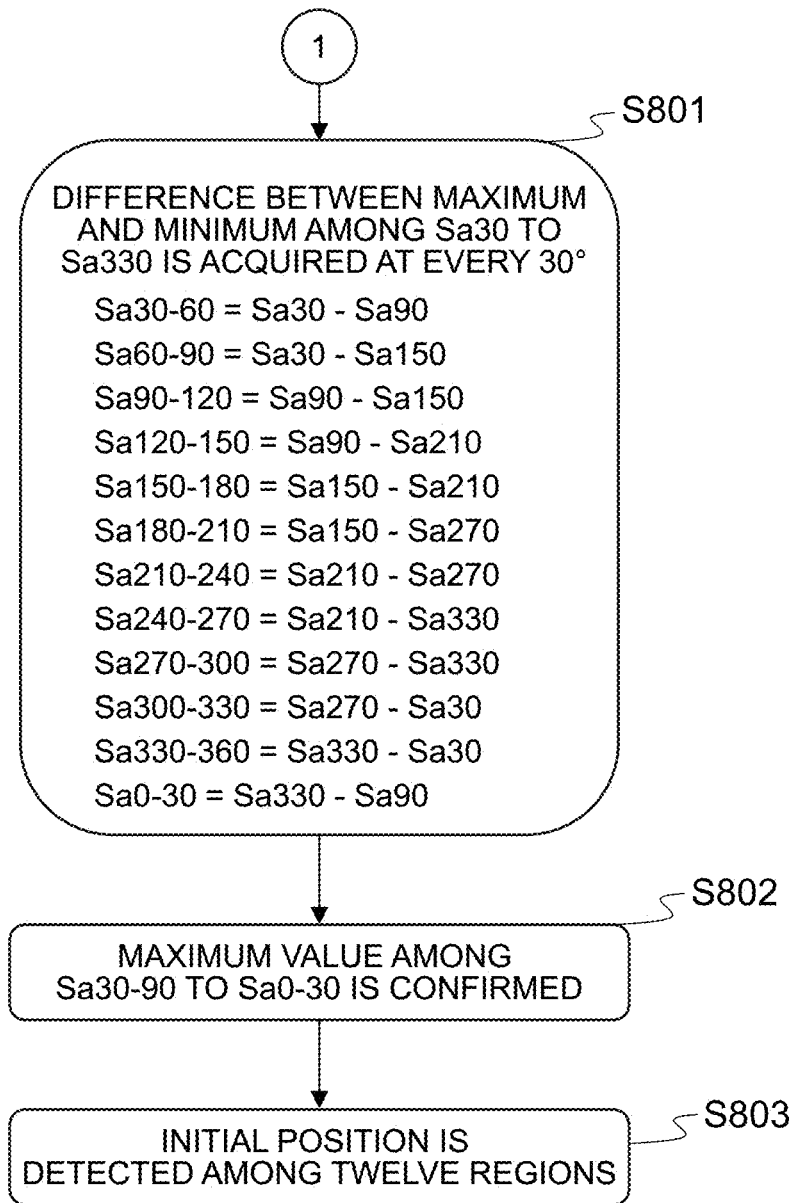 1
S801
DIFFERENCE BETWEEN MAXIMUM
AND MINIMUM AMONG Sa30 TO
Sa330 IS ACQUIRED AT EVERY 30°
Sa30-60 = Sa30 - Sa90
Sa60-90 = Sa30 - Sa150
Sa90-120 = Sa90 - Sa150
Sa120-150 = Sa90 - Sa210
Sa150-180 = Sa150 - Sa210
Sa180-210 = Sa150 - Sa270
Sa210-240 = Sa210 - Sa270
Sa240-270 = Sa210 - Sa330
Sa270-300 = Sa270 - Sa330
Sa300-330 = Sa270 - Sa30
Sa330-360 = Sa330 - Sa30
Sa0-30 = Sa330 - Sa90
S802
MAXIMUM VALUE AMONG
Sa30-90 TO Sa0-30 IS CONFIRMED
S803
INITIAL POSITION IS
DETECTED AMONG TWELVE REGIONS